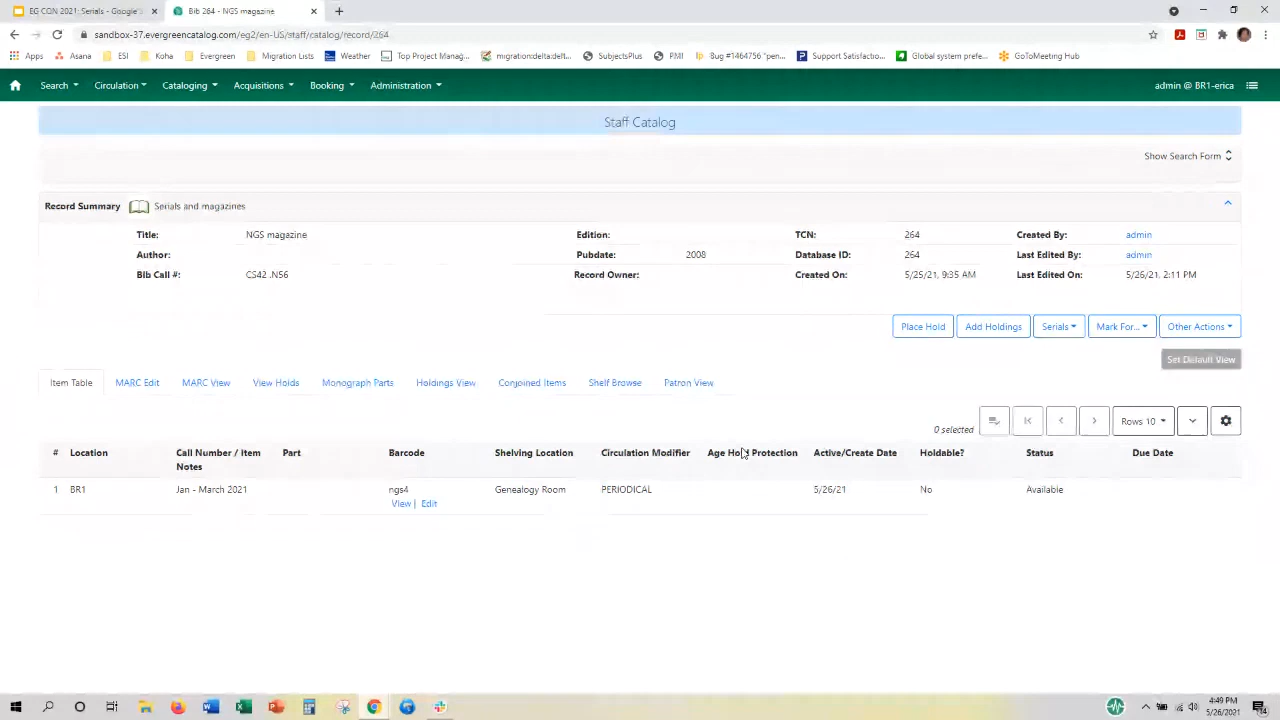 EG CON 2021: Serials - Google S
Bib 264 - NGS magazine
sandbox-37.evergreencatalog.com/eg2/en-US/staff/catalog/record/264
Apps Asana ESI Koha Evergreen Migration Lists Weather Top Project Manag... migration:delta:delt... SubjectsPlus PMI Bug #1464756 "pen... Support Satisfactio... Global system prefe... GoToMeeting Hub
Search Circulation Cataloging Acquisitions Booking Administration admin @ BR1-erica
Staff Catalog
Show Search Form
Record Summary Serials and magazines
Title: NGS magazine Edition: TCN: 264 Created By: admin
Author: Pubdate: 2008 Database ID: 264 Last Edited By: admin
Bib Call #: CS42 .N56 Record Owner: Created On: 5/25/21, 9:35 AM Last Edited On: 5/26/21, 2:11 PM
Place Hold Add Holdings Serials Mark For... Other Actions
Set Default View
Item Table MARC Edit MARC View View Holds Monograph Parts Holdings View Conjoined Items Shelf Browse Patron View
0 selected Rows 10
# Location Call Number / Item Notes Part Barcode Shelving Location Circulation Modifier Age Hold Protection Active/Create Date Holdable? Status Due Date
1 BR1 Jan - March 2021 ngs4 Genealogy Room PERIODICAL 5/26/21 No Available
View | Edit
4:49 PM
5/26/2021